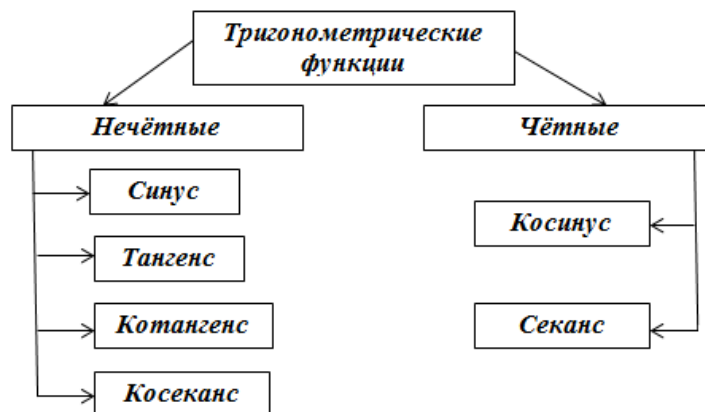 Тригонометрические
функции
Нечётные
Чётные
Синус
Тангенс
Котангенс
Косеканс
Косинус
Секанс